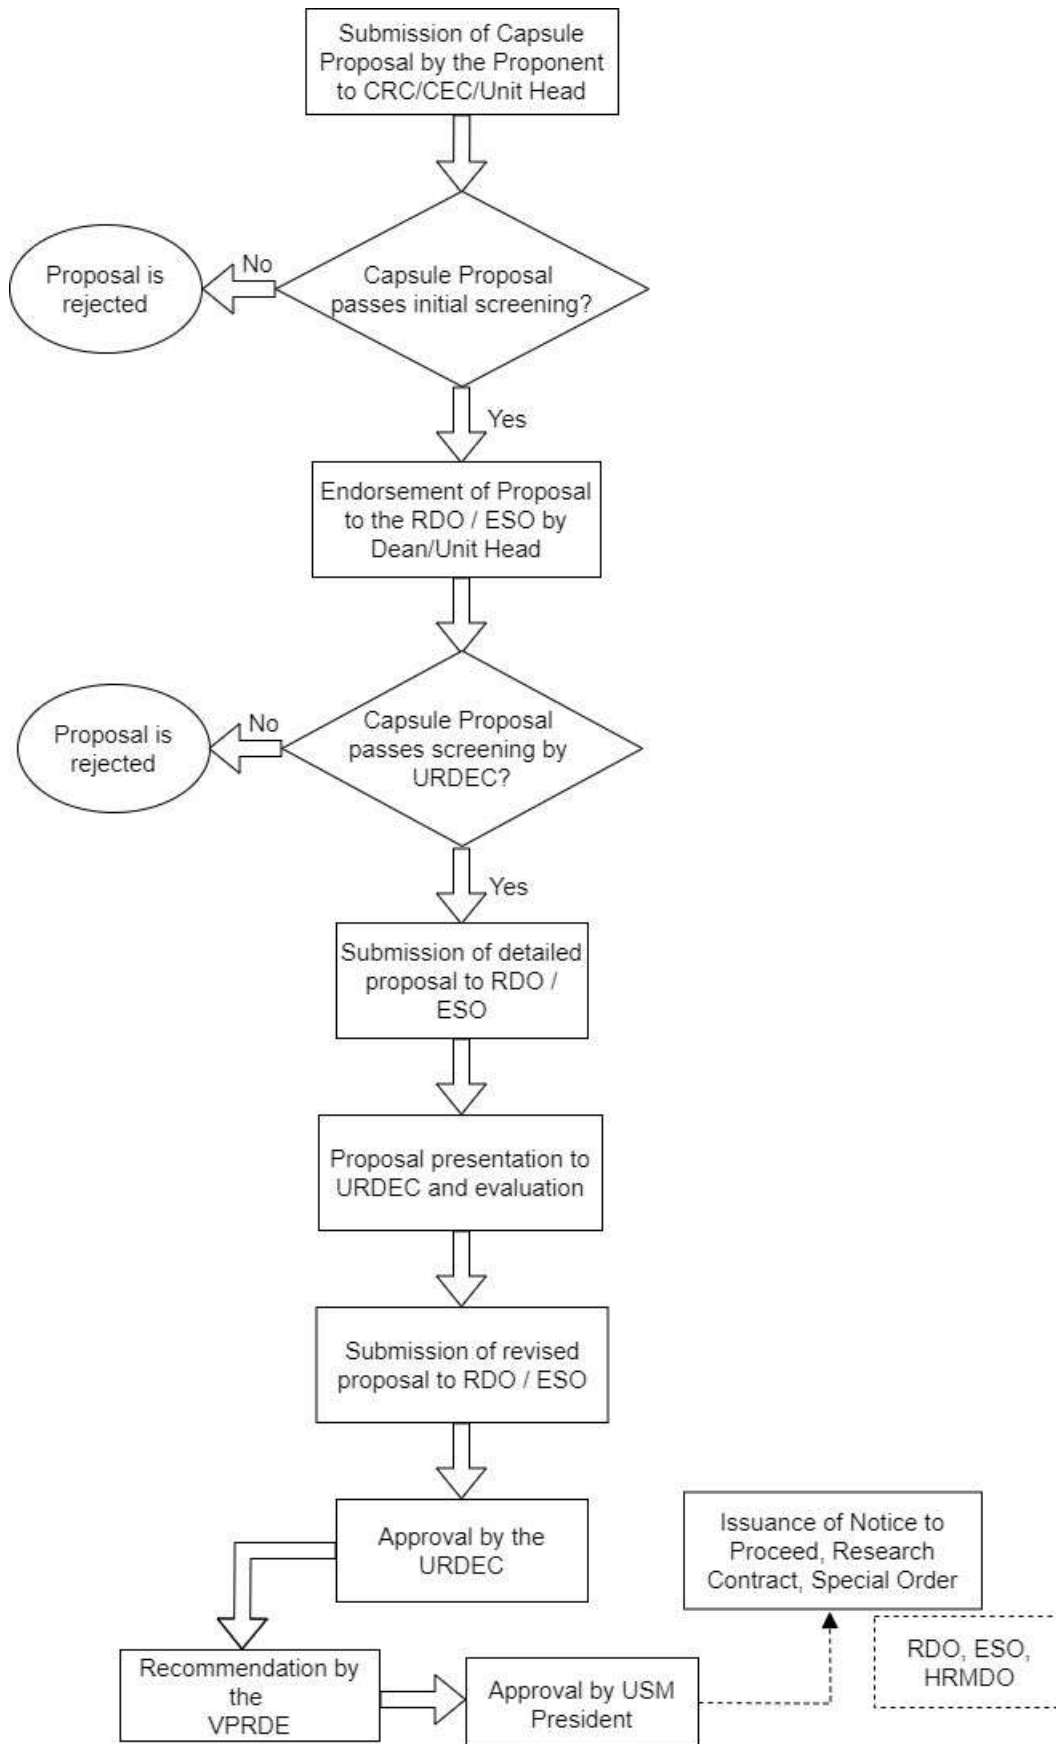 Submission of Capsule
Proposal by the Proponent
to CRC/CEC/Unit Head
Proposal is
rejected
No
Capsule Proposal
passes initial screening?
Yes
Endorsement of Proposal
to the RDO / ESO by
Dean/Unit Head
Proposal is
rejected
No
Capsule Proposal
passes screening by
URDEC?
Yes
Submission of detailed
proposal to RDO /
ESO
Proposal presentation to
URDEC and evaluation
Submission of revised
proposal to RDO / ESO
Approval by the
URDEC
Recommendation by
the
VPRDE
Approval by USM
President
Issuance of Notice to
Proceed, Research
Contract, Special Order
RDO, ESO,
HRMDO